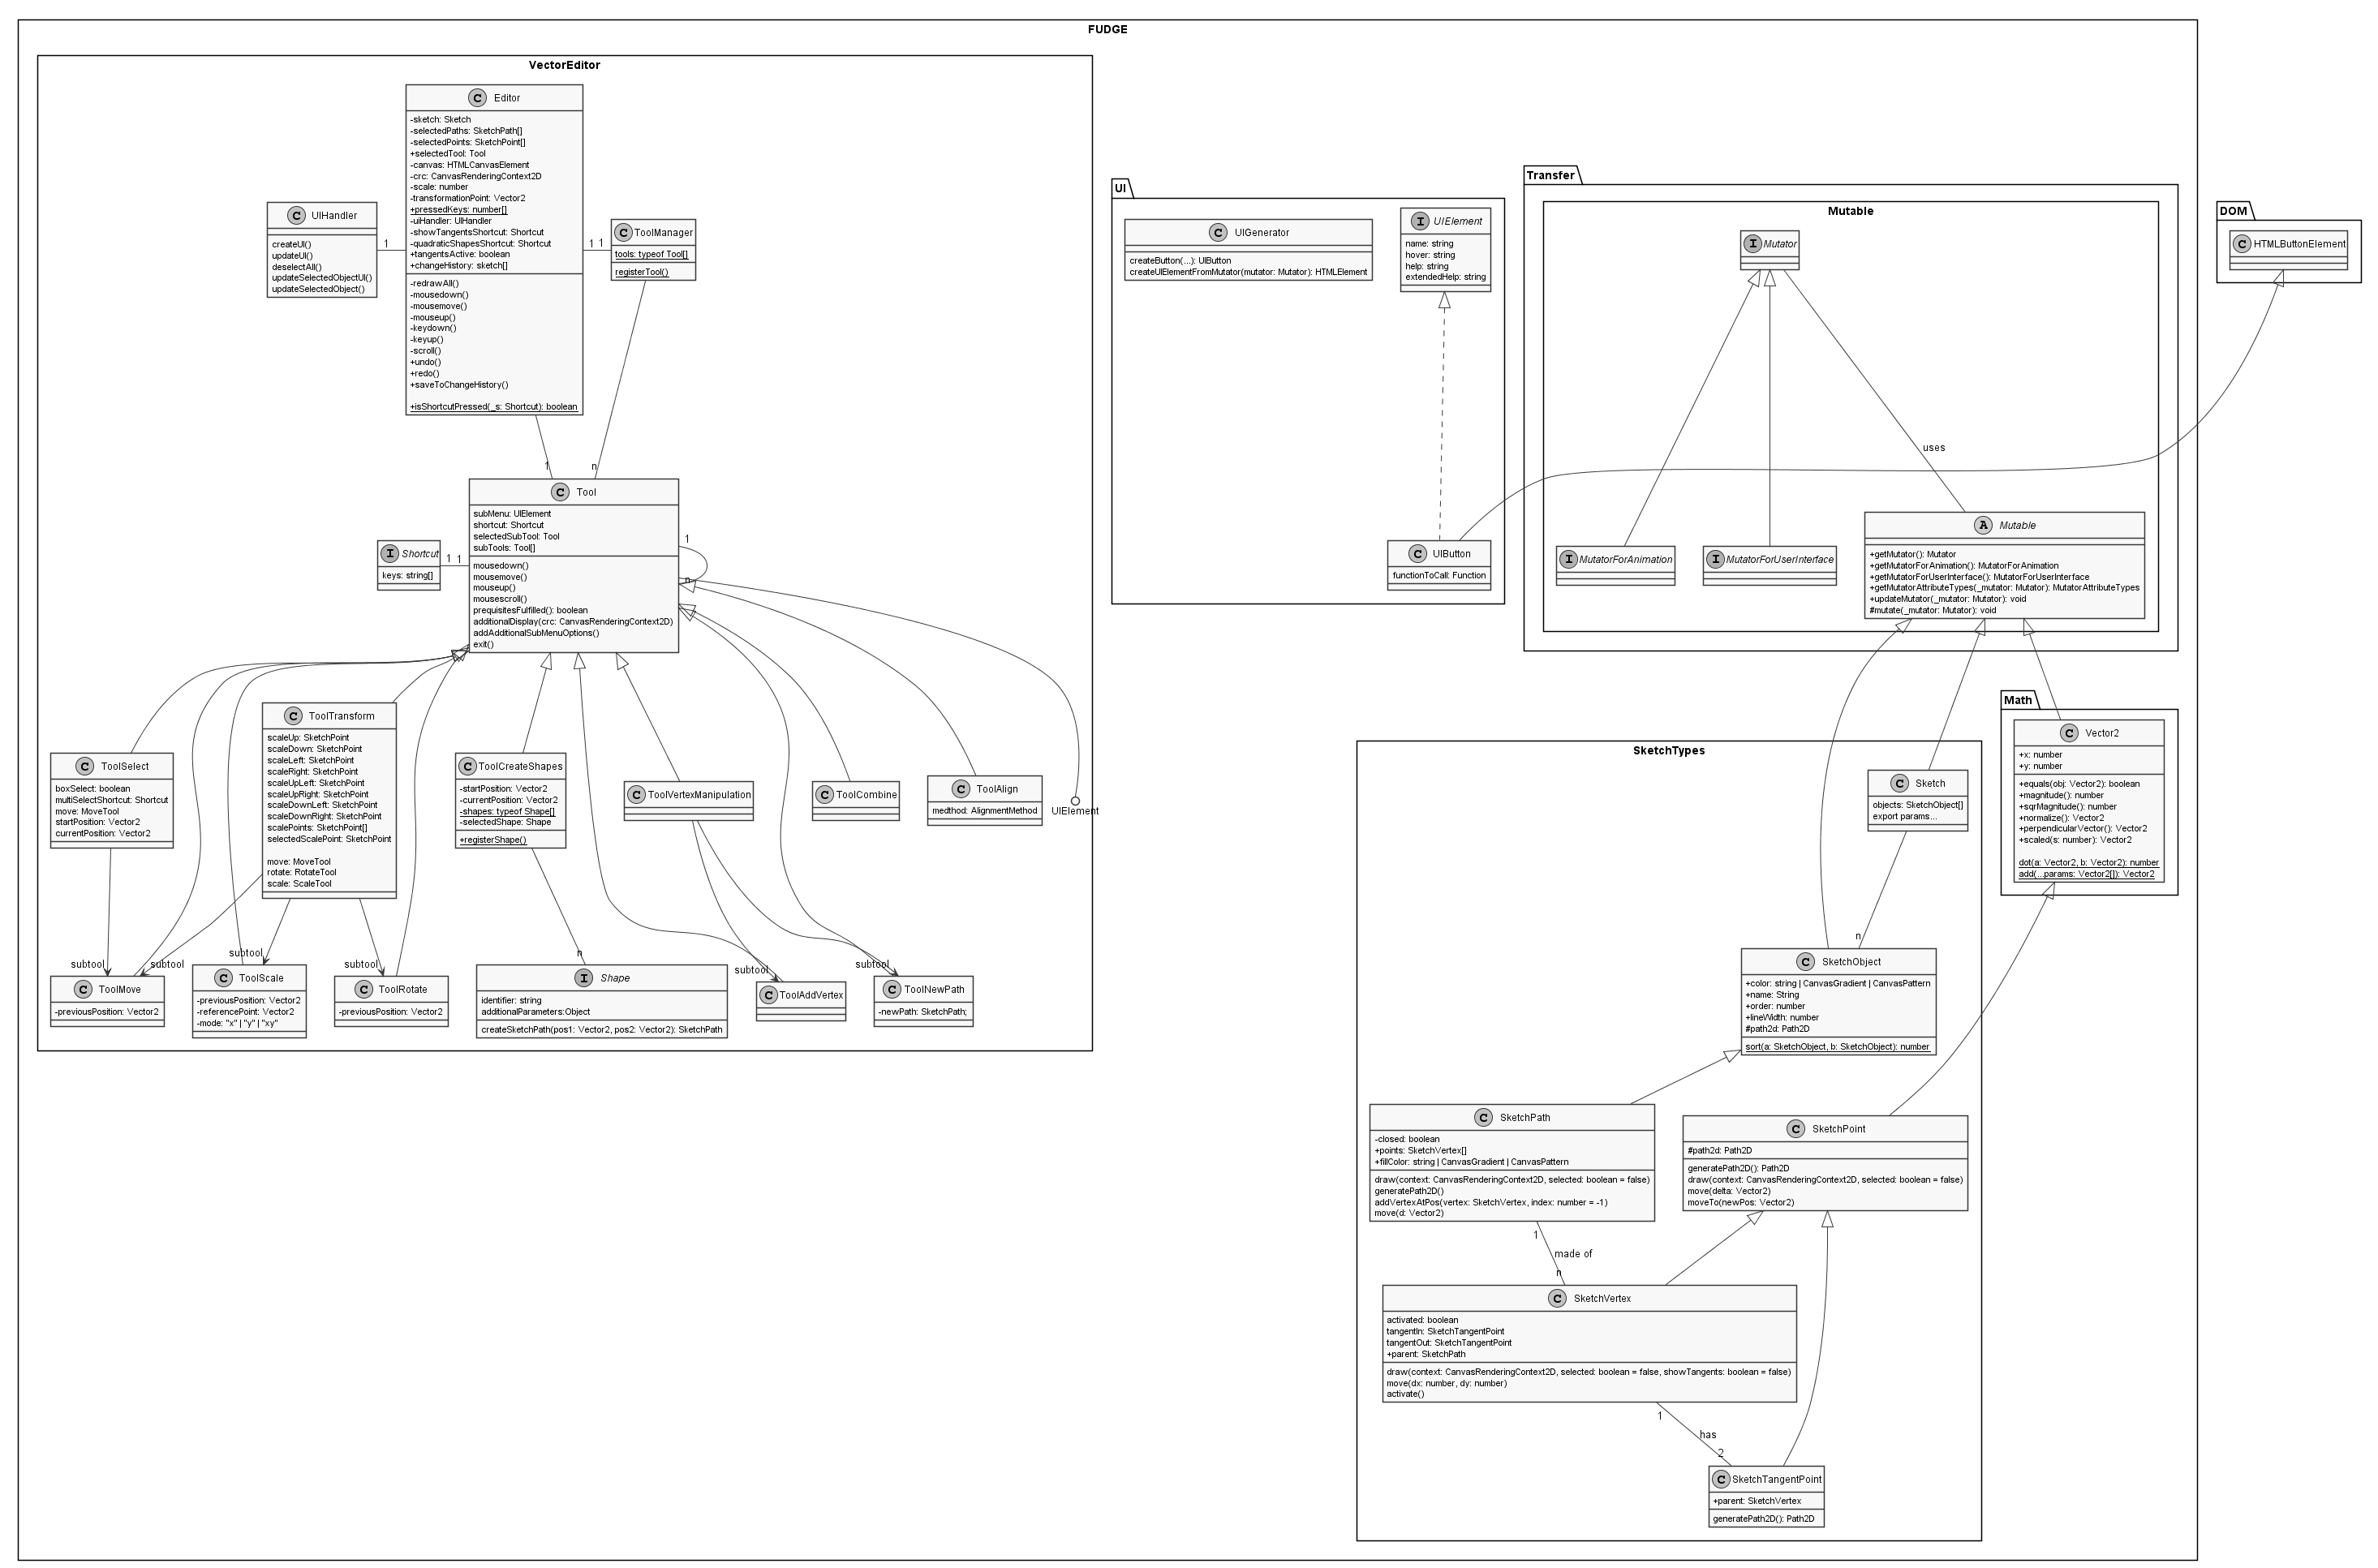 FUDGE
VectorEditor
C Editor
-sketch: Sketch
-selectedPaths: SketchPath[]
-selectedPoints: SketchPoint[]
+selectedTool: Tool
-canvas: HTMLCanvasElement
-crc: CanvasRenderingContext2D
-scale: number
-transformationPoint: Vector2
+pressedKeys: number[]
-uiHandler: UIHandler
-showTangentsShortcut: Shortcut
-quadraticShapesShortcut: Shortcut
+tangentsActive: boolean
+changeHistory: sketch[]
-redrawAll()
-mousedown()
-mousemove()
-mouseup()
-keydown()
-keyup()
-scroll()
+undo()
+redo()
+saveToChangeHistory()
+isShortcutPressed(_s: Shortcut): boolean
C UIHandler
createUI()
updateUI()
deselectAll()
updateSelectedObjectUI()
updateSelectedObject()
1
1 1
C ToolManager
tools: typeof Tool[]
registerTool()
1
n
C Tool
subMenu: UIElement
shortcut: Shortcut
selectedSubTool: Tool
subTools: Tool[]
mousedown()
mousemove()
mouseup()
mousescroll()
prequisitesFulfilled(): boolean
additionalDisplay(crc: CanvasRenderingContext2D)
addAdditionalSubMenuOptions()
exit()
1
n
I Shortcut
keys: string[]
1 1
C ToolSelect
boxSelect: boolean
multiSelectShortcut: Shortcut
move: MoveTool
startPosition: Vector2
currentPosition: Vector2
C ToolTransform
scaleUp: SketchPoint
scaleDown: SketchPoint
scaleLeft: SketchPoint
scaleRight: SketchPoint
scaleUpLeft: SketchPoint
scaleUpRight: SketchPoint
scaleDownLeft: SketchPoint
scaleDownRight: SketchPoint
scalePoints: SketchPoint[]
selectedScalePoint: SketchPoint
move: MoveTool
rotate: RotateTool
scale: ScaleTool
C ToolCreateShapes
-startPosition: Vector2
-currentPosition: Vector2
-shapes: typeof Shape[]
-selectedShape: Shape
+registerShape()
C ToolVertexManipulation
C ToolCombine
C ToolAlign
medthod: AlignmentMethod
UIElement
subtool
subtool
subtool
subtool
n
subtool
subtool
C ToolMove
-previousPosition: Vector2
C ToolScale
-previousPosition: Vector2
-referencePoint: Vector2
-mode: "x" | "y" | "xy"
C ToolRotate
-previousPosition: Vector2
I Shape
identifier: string
additionalParameters:Object
createSketchPath(pos1: Vector2, pos2: Vector2): SketchPath
C ToolAddVertex
C ToolNewPath
-newPath: SketchPath;
UI
C UIGenerator
createButton(...): UIButton
createUIElementFromMutator(mutator: Mutator): HTMLElement
I UIElement
name: string
hover: string
help: string
extendedHelp: string
C UIButton
functionToCall: Function
Transfer
Mutable
I Mutator
uses
I MutatorForAnimation
I MutatorForUserInterface
A Mutable
+getMutator(): Mutator
+getMutatorForAnimation(): MutatorForAnimation
+getMutatorForUserInterface(): MutatorForUserInterface
+getMutatorAttributeTypes(_mutator: Mutator): MutatorAttributeTypes
+updateMutator(_mutator: Mutator): void
#mutate(_mutator: Mutator): void
DOM
C HTMLButtonElement
Math
C Vector2
+x: number
+y: number
+equals(obj: Vector2): boolean
+magnitude(): number
+sqrMagnitude(): number
+normalize(): Vector2
+perpendicularVector(): Vector2
+scaled(s: number): Vector2
dot(a: Vector2, b: Vector2): number
add(...params: Vector2[]): Vector2
SketchTypes
C Sketch
objects: SketchObject[]
export params...
n
C SketchObject
+color: string | CanvasGradient | CanvasPattern
+name: String
+order: number
+lineWidth: number
#path2d: Path2D
sort(a: SketchObject, b: SketchObject): number
C SketchPath
-closed: boolean
+points: SketchVertex[]
+fillColor: string | CanvasGradient | CanvasPattern
draw(context: CanvasRenderingContext2D, selected: boolean = false)
generatePath2D()
addVertexAtPos(vertex: SketchVertex, index: number = -1)
move(d: Vector2)
C SketchPoint
#path2d: Path2D
generatePath2D(): Path2D
draw(context: CanvasRenderingContext2D, selected: boolean = false)
move(delta: Vector2)
moveTo(newPos: Vector2)
1
made of
n
C SketchVertex
activated: boolean
tangentIn: SketchTangentPoint
tangentOut: SketchTangentPoint
+parent: SketchPath
draw(context: CanvasRenderingContext2D, selected: boolean = false, showTangents: boolean = false)
move(dx: number, dy: number)
activate()
1
has
2
C SketchTangentPoint
+parent: SketchVertex
generatePath2D(): Path2D